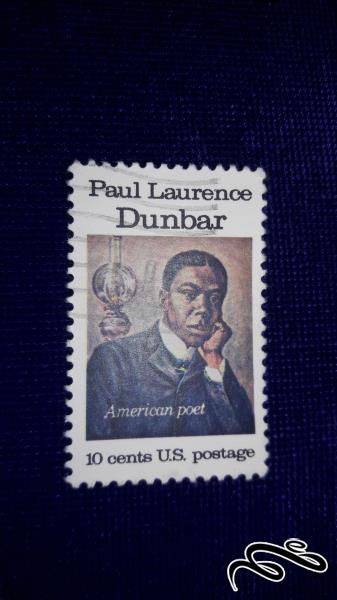 Paul Laurence
Dunbar
American poet
10 cents U.S. postage